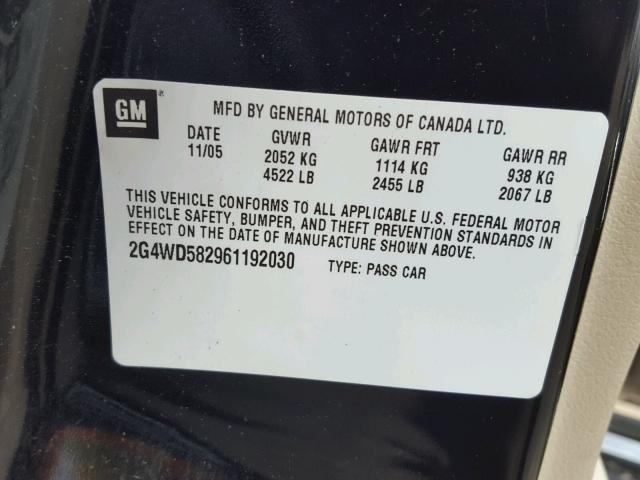 GM ® MFD BY GENERAL MOTORS OF CANADA LTD.
DATE GVWR GAWR FRT GAWR RR
11/05 2052 KG 1114 KG 938 KG
4522 LB 2455 LB 2067 LB
THIS VEHICLE CONFORMS TO ALL APPLICABLE U.S. FEDERAL MOTOR
VEHICLE SAFETY, BUMPER, AND THEFT PREVENTION STANDARDS IN
EFFECT ON THE DATE OF MANUFACTURE SHOWN ABOVE.
2G4WD582961192030 TYPE: PASS CAR